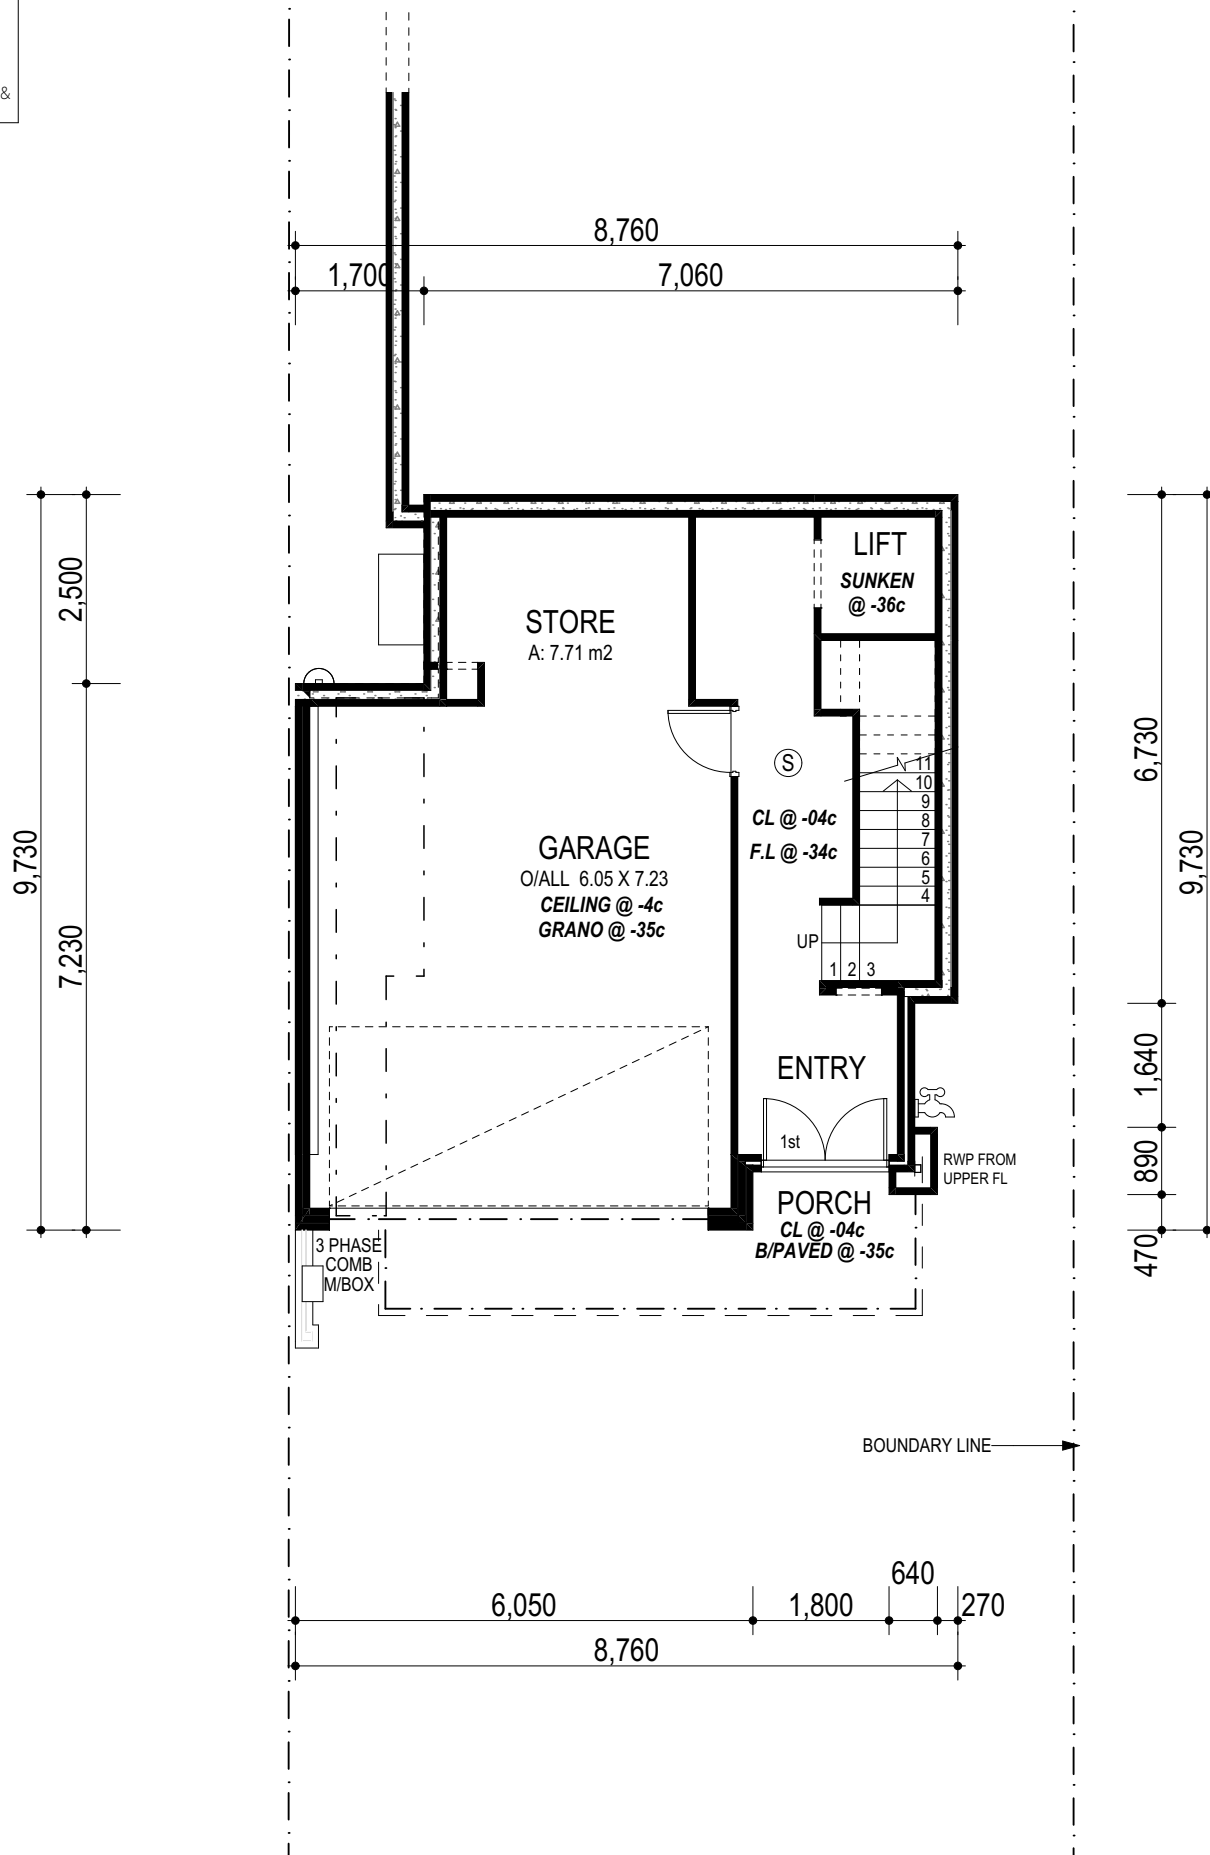 &
8,760
1,700
7,060
LIFT
SUNKEN
@ -36c
STORE
A: 7.71 m2
2,500
9,730
7,230
S
CL @ -04c
F.L @ -34c
11
10
9
8
7
6
5
4
GARAGE
O/ALL 6.05 X 7.23
CEILING @ -4c
GRANO @ -35c
UP
1 2 3
6,730
9,730
1,640
890
470
ENTRY
1st
RWP FROM
UPPER FL
PORCH
CL @ -04c
B/PAVED @ -35c
3 PHASE
COMB
M/BOX
BOUNDARY LINE
640
6,050
1,800
270
8,760